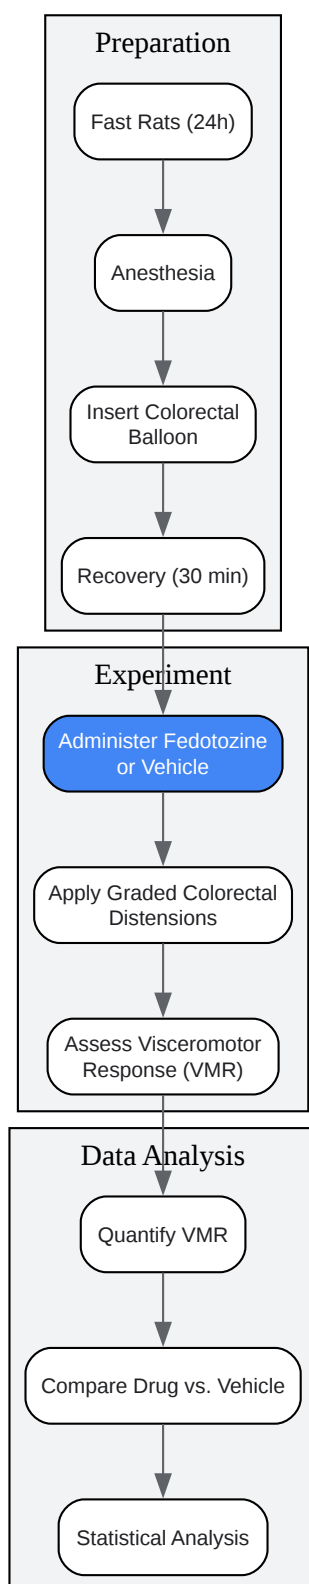 Preparation
Fast Rats (24h)
Anesthesia
Insert Colorectal
Balloon
Recovery (30 min)
Experiment
Administer Fedotozine
or Vehicle
Apply Graded Colorectal
Distensions
Assess Visceromotor
Response (VMR)
Data Analysis
Quantify VMR
Compare Drug vs. Vehicle
Statistical Analysis